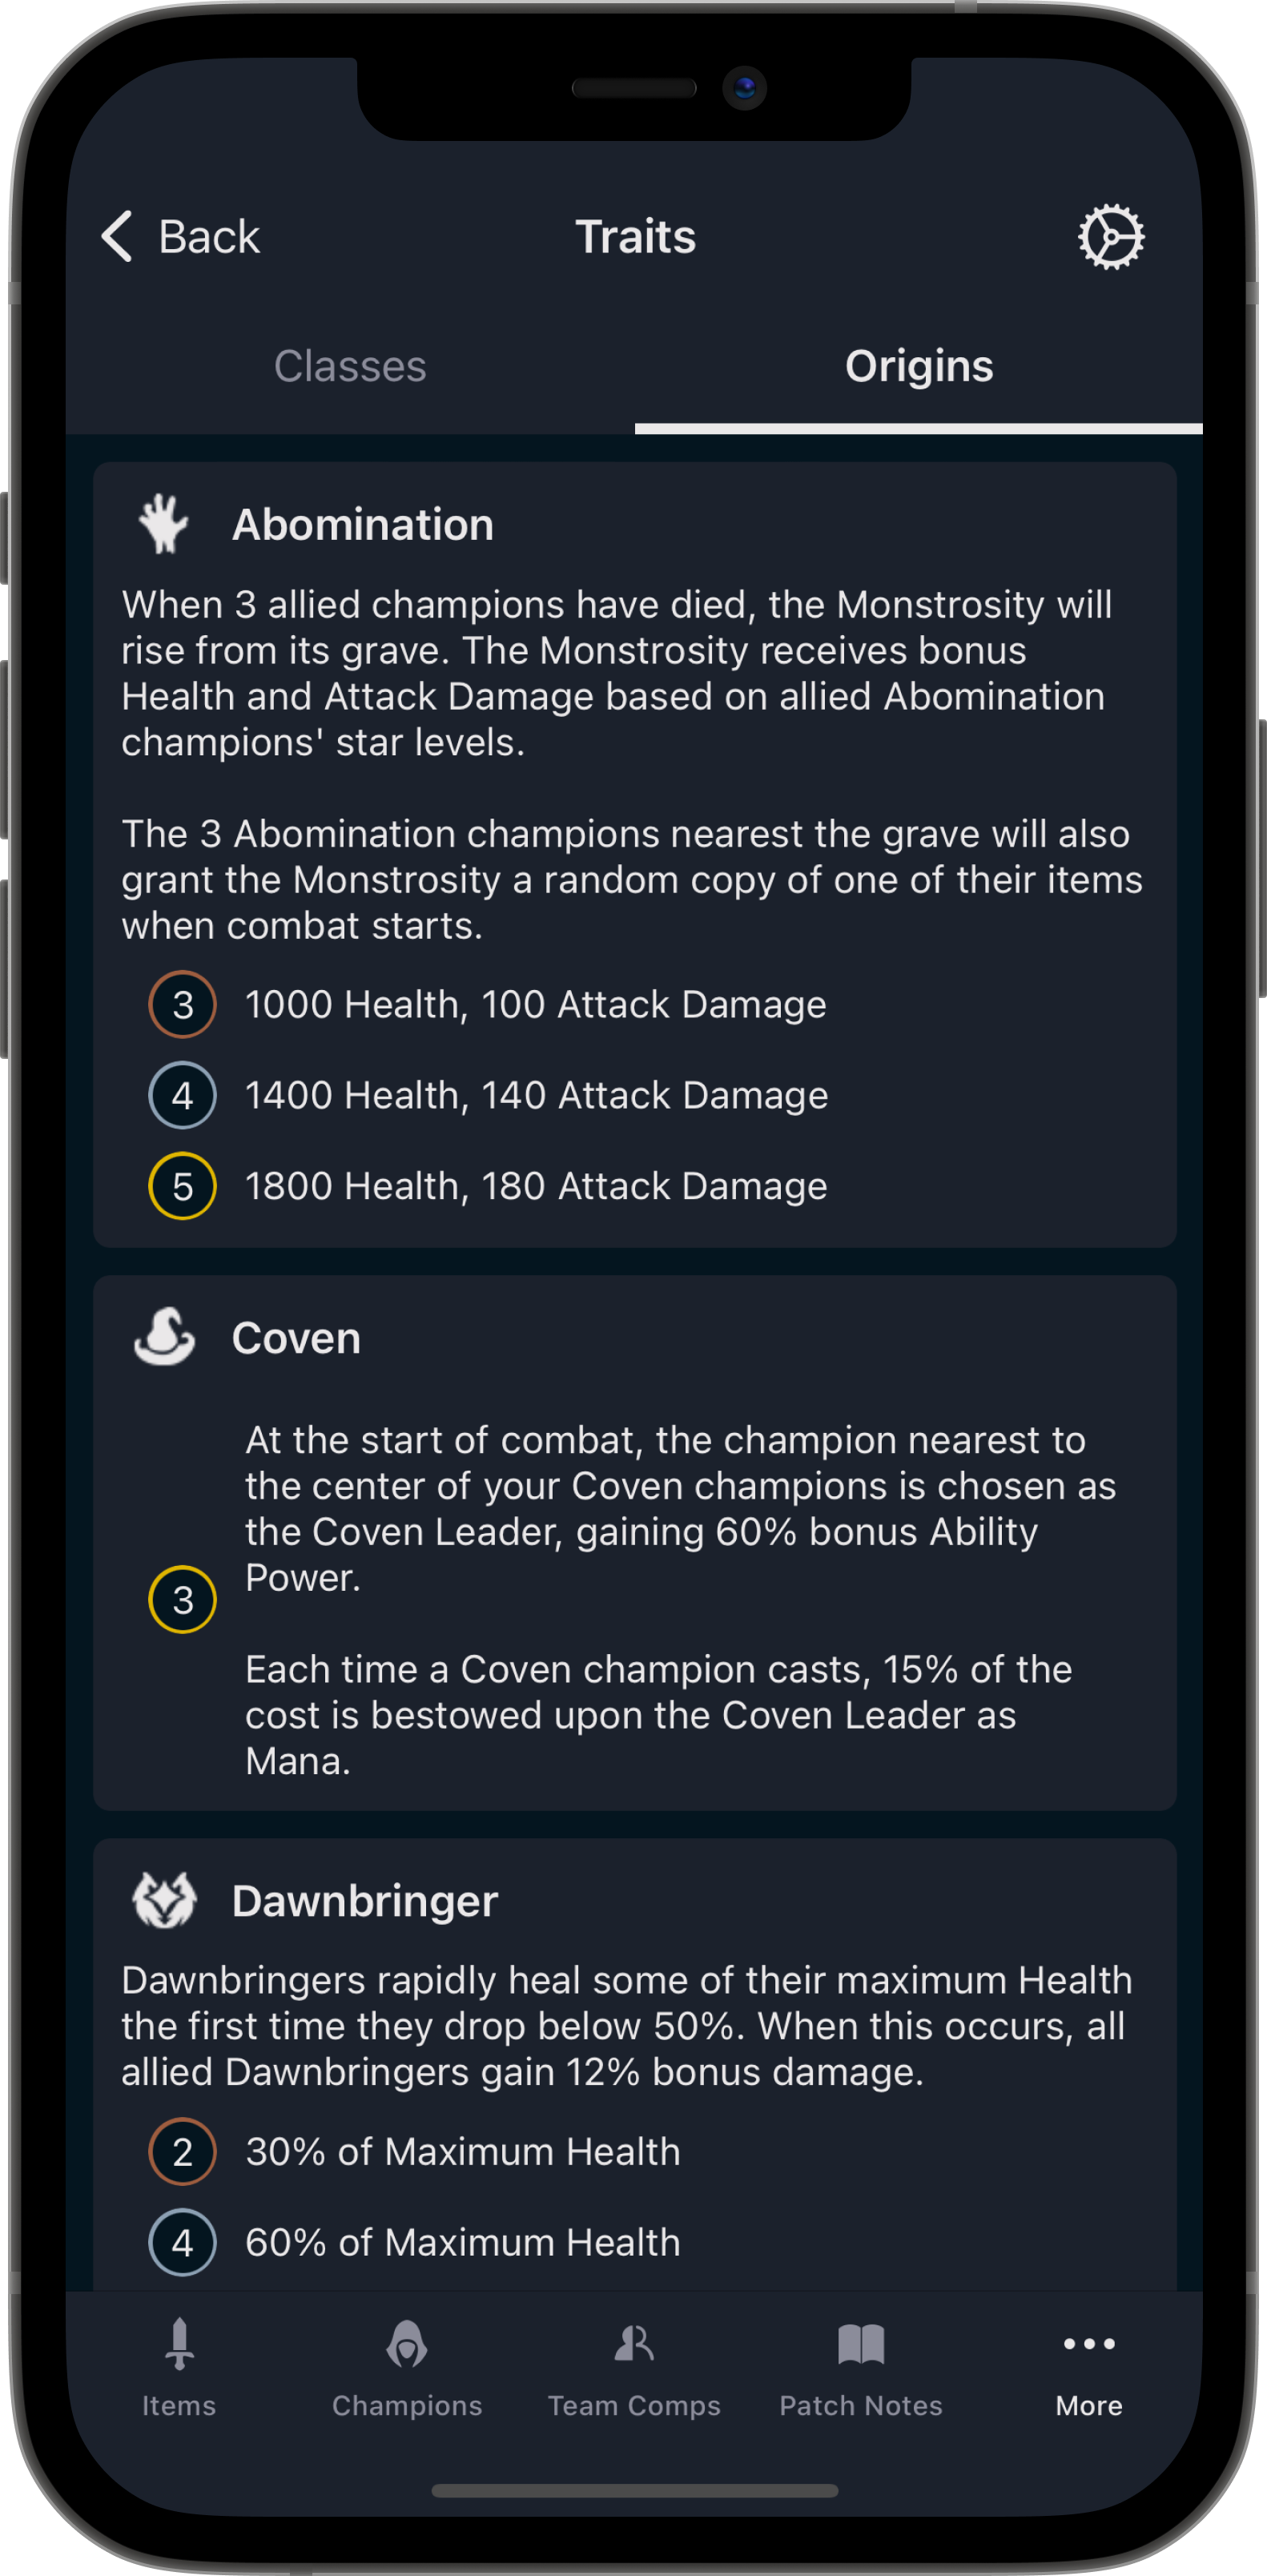 Back
Traits
Classes
Origins
Abomination
When 3 allied champions have died, the Monstrosity will
rise from its grave. The Monstrosity receives bonus
Health and Attack Damage based on allied Abomination
champions' star levels.
The 3 Abomination champions nearest the grave will also
grant the Monstrosity a random copy of one of their items
when combat starts.
3 1000 Health, 100 Attack Damage
4 1400 Health, 140 Attack Damage
5 1800 Health, 180 Attack Damage
Coven
At the start of combat, the champion nearest to
the center of your Coven champions is chosen as
the Coven Leader, gaining 60% bonus Ability
Power.
3
Each time a Coven champion casts, 15% of the
cost is bestowed upon the Coven Leader as
Mana.
Dawnbringer
Dawnbringers rapidly heal some of their maximum Health
the first time they drop below 50%. When this occurs, all
allied Dawnbringers gain 12% bonus damage.
2 30% of Maximum Health
4 60% of Maximum Health
Items
Champions
Team Comps
Patch Notes
More